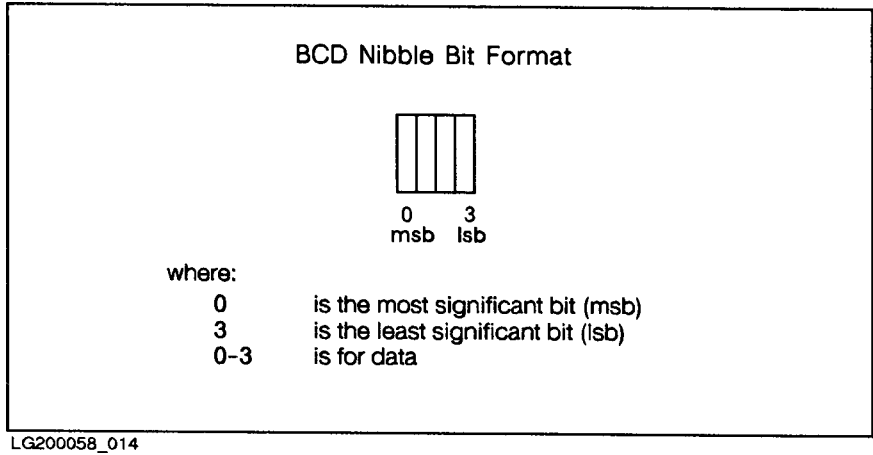 BCD Nibble Bit Format
0 3
msb lsb
where:
0 is the most significant bit (msb)
3 is the least significant bit (lsb)
0-3 is for data
LG200058_014